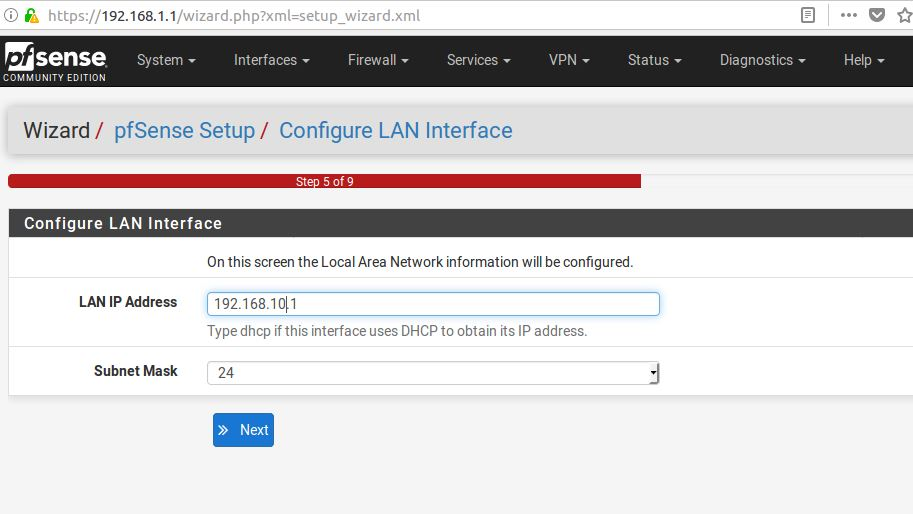 https://192.168.1.1/wizard.php?xml=setup_wizard.xml
pfsense
COMMUNITY EDITION
System Interfaces Firewall Services VPN Status Diagnostics Help
Wizard / pfSense Setup / Configure LAN Interface
Step 5 of 9
Configure LAN Interface
On this screen the Local Area Network information will be configured.
LAN IP Address 192.168.10.1
Type dhcp if this interface uses DHCP to obtain its IP address.
Subnet Mask 24
Next